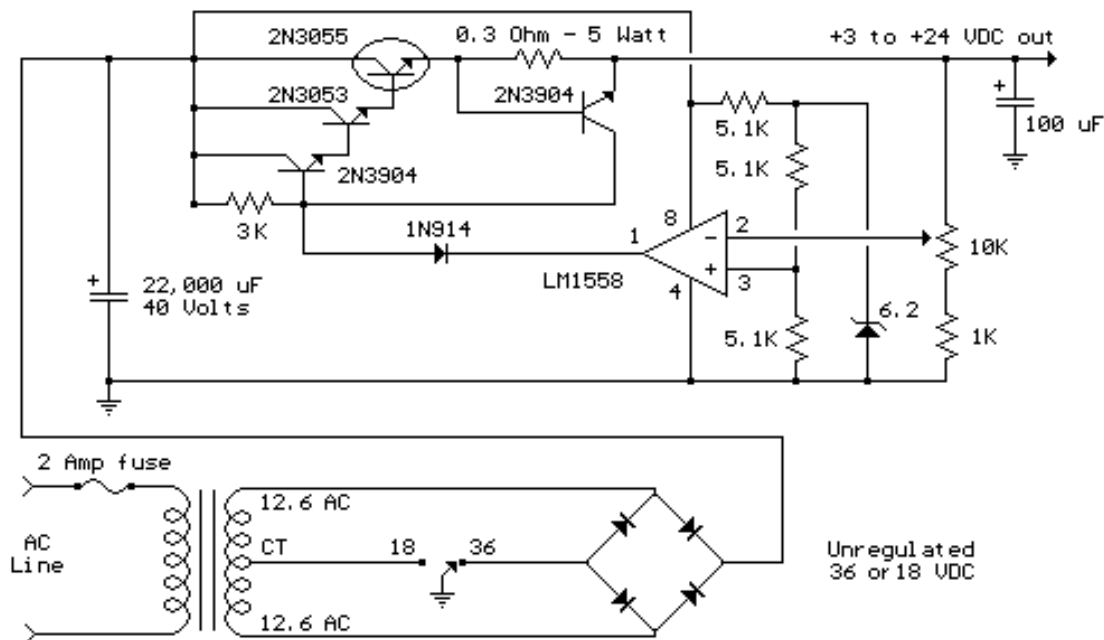 2N3055
0.3 Ohm - 5 Watt
+3 to +24 VDC out
2N3053
2N3904
+
100 uF
5.1K
5.1K
2N3904
3K
1N914
8
1
2
-
+
3
4
10K
LM1558
+
22,000 uF
40 Volts
6.2
5.1K
1K
2 Amp fuse
12.6 AC
AC
Line
CT
18
36
Unregulated
36 or 18 VDC
12.6 AC